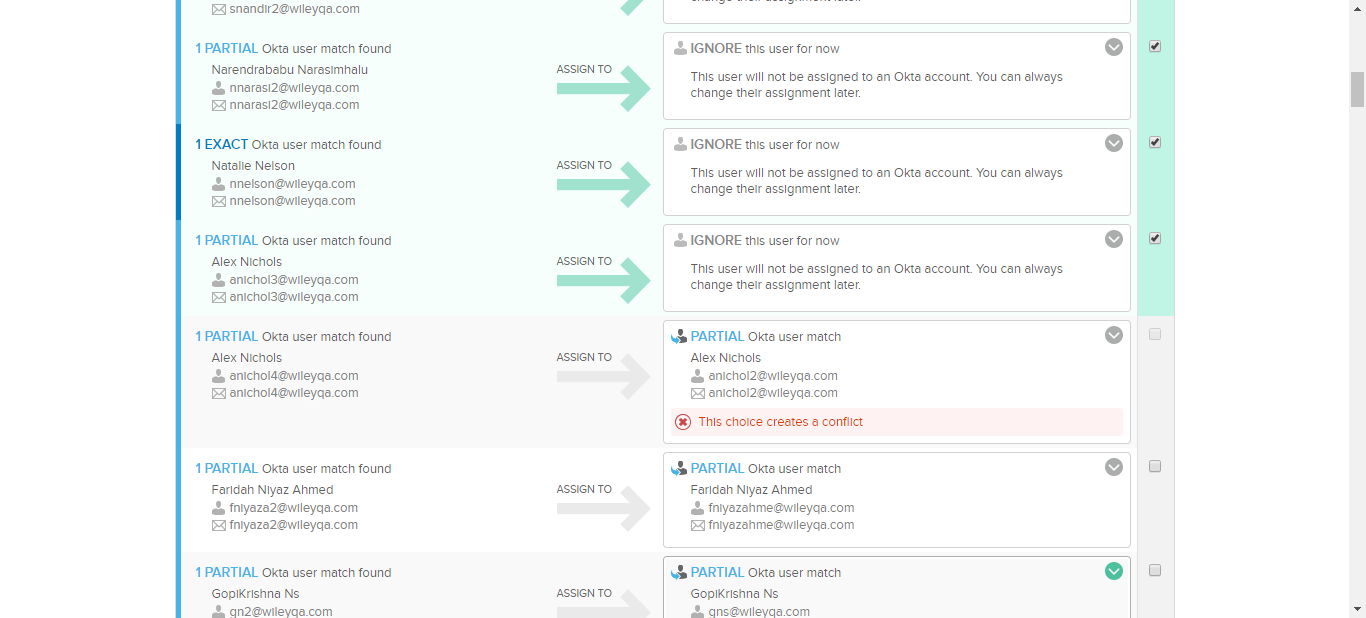 snandir2@wileyqa.com
change their assignment later.
1 PARTIAL Okta user match found
Narendrababu Narasimhalu
nnarasi2@wileyqa.com
nnarasi2@wileyqa.com
ASSIGN TO
IGNORE this user for now
This user will not be assigned to an Okta account. You can always
change their assignment later.
1 EXACT Okta user match found
Natalie Nelson
nnelson@wileyqa.com
nnelson@wileyqa.com
ASSIGN TO
IGNORE this user for now
This user will not be assigned to an Okta account. You can always
change their assignment later.
1 PARTIAL Okta user match found
Alex Nichols
anichol3@wileyqa.com
anichol3@wileyqa.com
ASSIGN TO
IGNORE this user for now
This user will not be assigned to an Okta account. You can always
change their assignment later.
1 PARTIAL Okta user match found
Alex Nichols
anichol4@wileyqa.com
anichol4@wileyqa.com
ASSIGN TO
PARTIAL Okta user match
Alex Nichols
anichol2@wileyqa.com
anichol2@wileyqa.com
This choice creates a conflict
1 PARTIAL Okta user match found
Faridah Niyaz Ahmed
fniyaza2@wileyqa.com
fniyaza2@wileyqa.com
ASSIGN TO
PARTIAL Okta user match
Faridah Niyaz Ahmed
fniyazahme@wileyqa.com
fniyazahme@wileyqa.com
1 PARTIAL Okta user match found
GopiKrishna Ns
gn2@wileyqa.com
ASSIGN TO
PARTIAL Okta user match
GopiKrishna Ns
gns@wileyqa.com